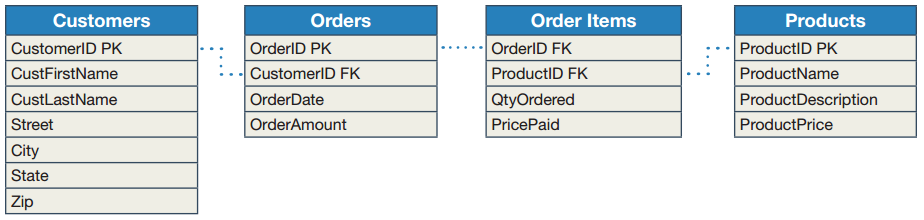 Customers
CustomerID PK
CustFirstName
CustLastName
Street
City
State
Zip
Orders
OrderID PK
CustomerID FK
OrderDate
OrderAmount
Order Items
OrderID FK
ProductID FK
QtyOrdered
PricePaid
Products
ProductID PK
ProductName
ProductDescription
ProductPrice